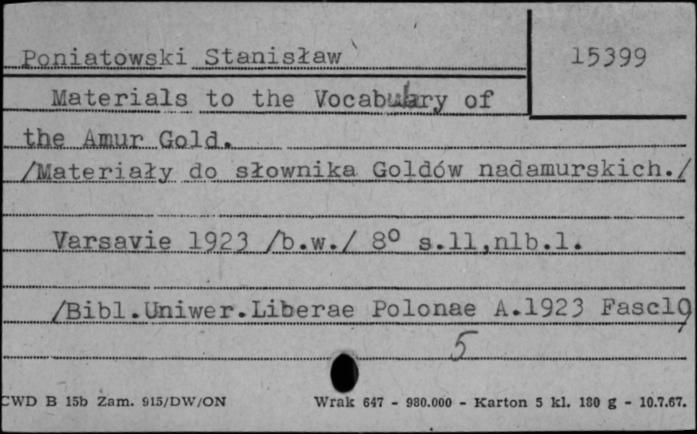 Poniatowski Stanisław
15399
Materials to the Vocabulary of
the Amur Gold.
/Materiały do słownika Goldów nadamurskich./
Varsavie 1923 /b.w./ 8° s.11,nlb.1.
/Bibl.Uniwer.Liberae Polonae A.1923 Fascl9
5
CWD B 15b Zam. 915/DW/ON
Wrak 647 - 980.000 - Karton 5 kl. 180 g - 10.7.67.